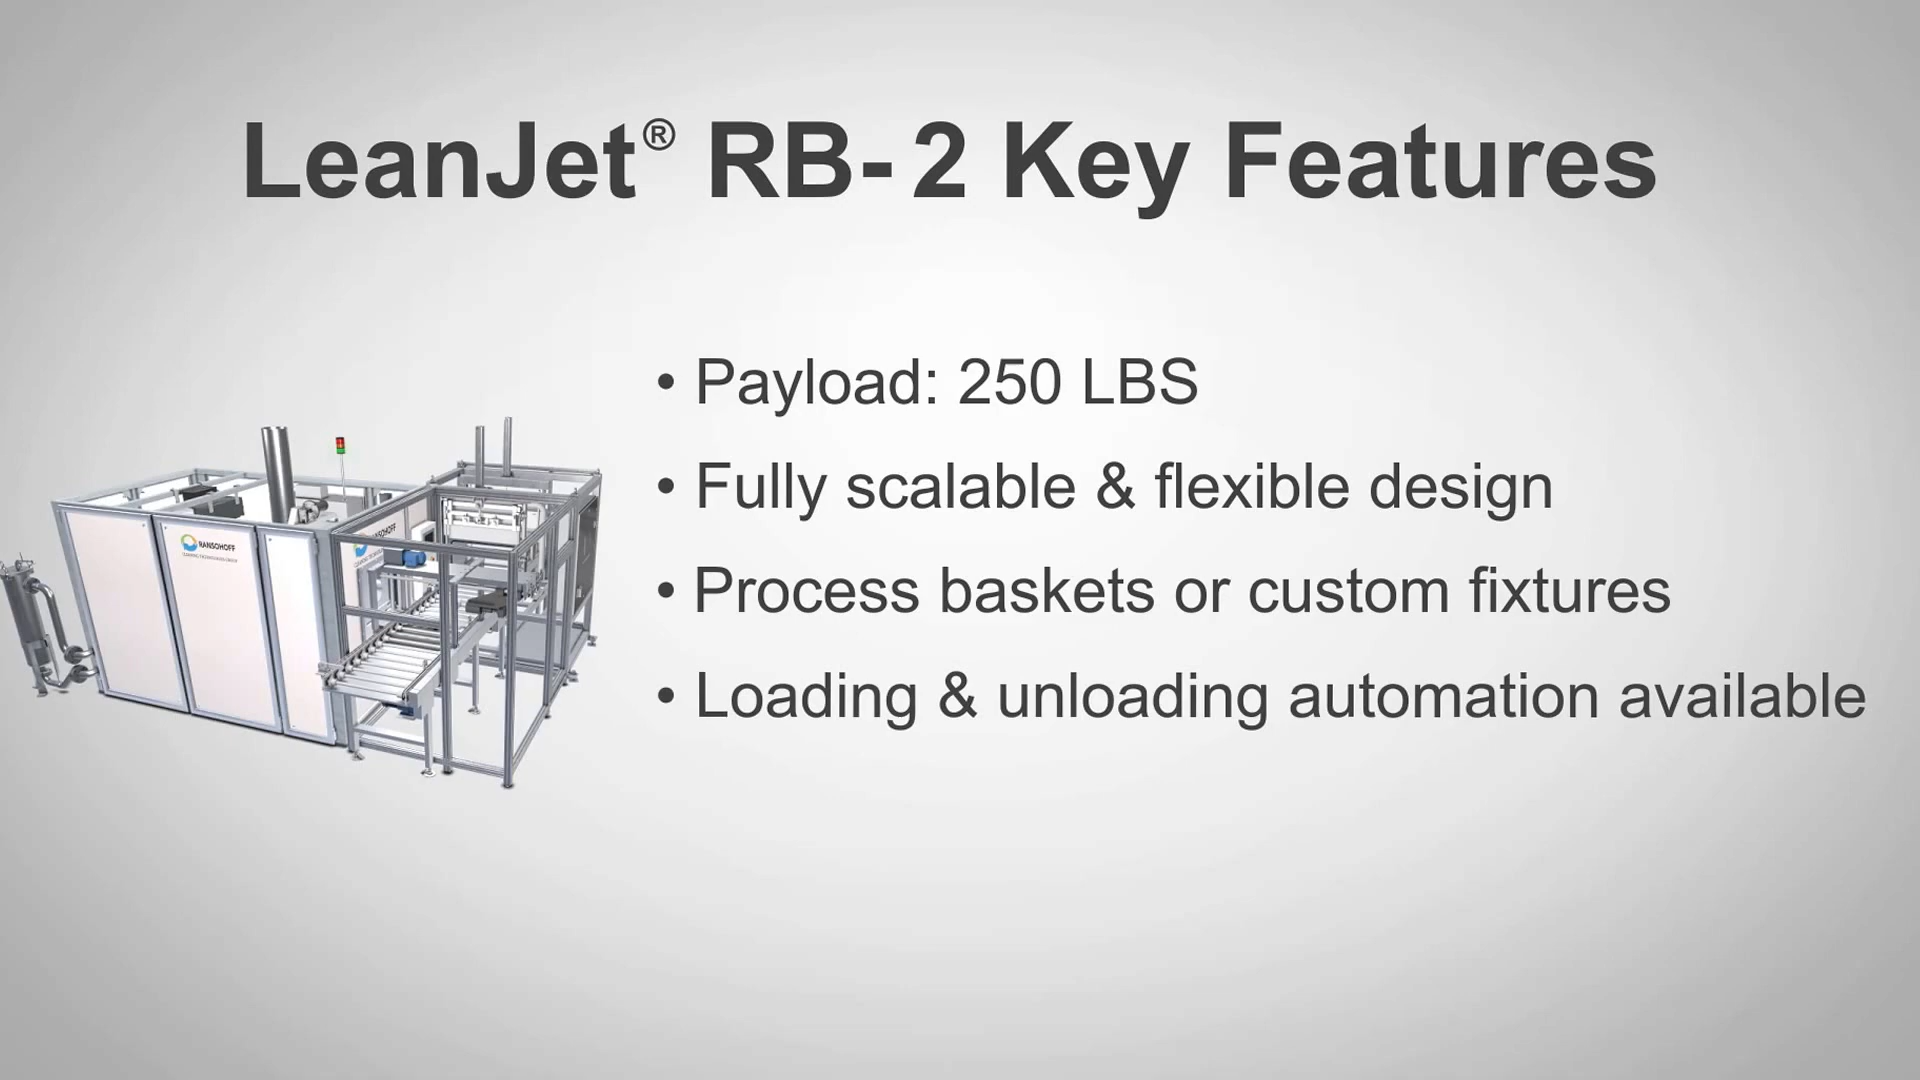 LeanJet® RB- 2 Key Features
• Payload: 250 LBS
• Fully scalable & flexible design
• Process baskets or custom fixtures
• Loading & unloading automation available
RANSOHOFF
RANSOHOFF